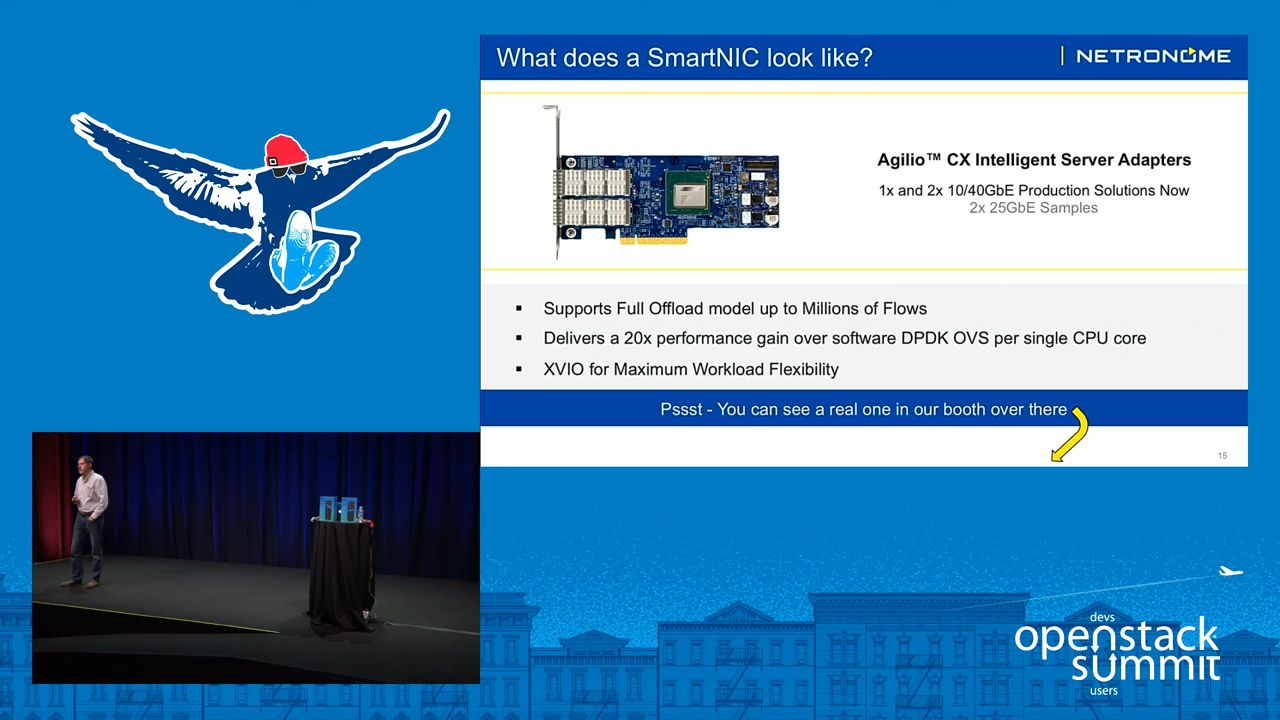 What does a SmartNIC look like?
NETRONOME
Agilio™ CX Intelligent Server Adapters
1x and 2x 10/40GbE Production Solutions Now
2x 25GbE Samples
▪ Supports Full Offload model up to Millions of Flows
▪ Delivers a 20x performance gain over software DPDK OVS per single CPU core
▪ XVIO for Maximum Workload Flexibility
Pssst - You can see a real one in our booth over there
15
devs
openstack
summit
users